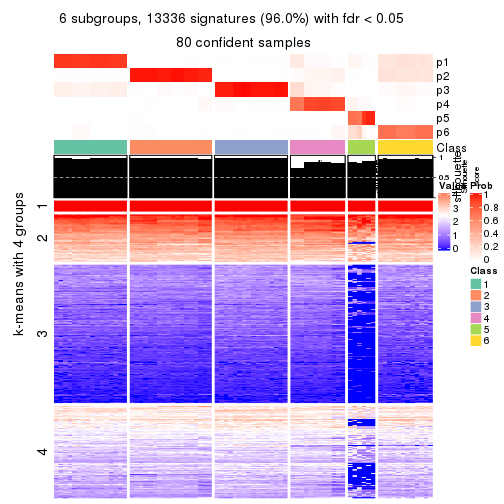 6 subgroups, 13336 signatures (96.0%) with fdr < 0.05
80 confident samples
p1
p2
p3
p4
p5
p6
Class
1
0.5
silhouette
score
k-means with 4 groups
1
2
3
4
Value
3
2
1
0
Prob
1
0.8
0.6
0.4
0.2
0
Class
1
2
3
4
5
6